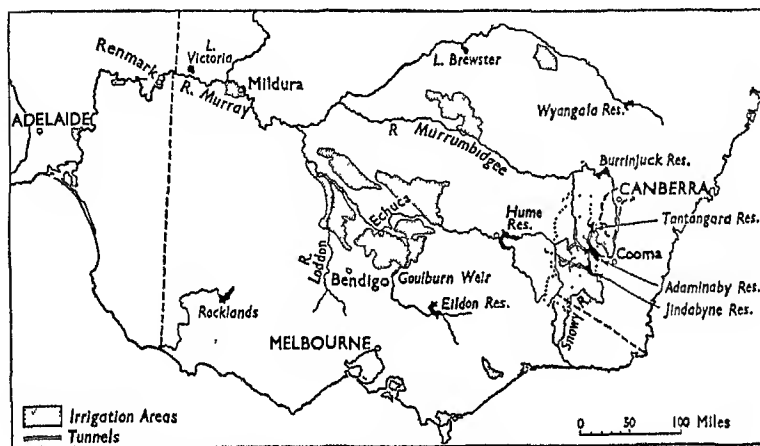 L. Victoria
Renmark
R. Murray
Mildura
L. Brewster
Wyangala Res.
ADELAIDE
R Murrumbidgee
Burrinjuck Res.
CANBERRA
Tantangara Res.
Echuca
Hume Res.
Cooma
R. Loddon
Bendigo
Goulburn Weir
Adaminaby Res.
Jindabyne Res.
Rocklands
Eildon Res.
Snowy R.
MELBOURNE
Irrigation Areas
Tunnels
0 50 100 Miles